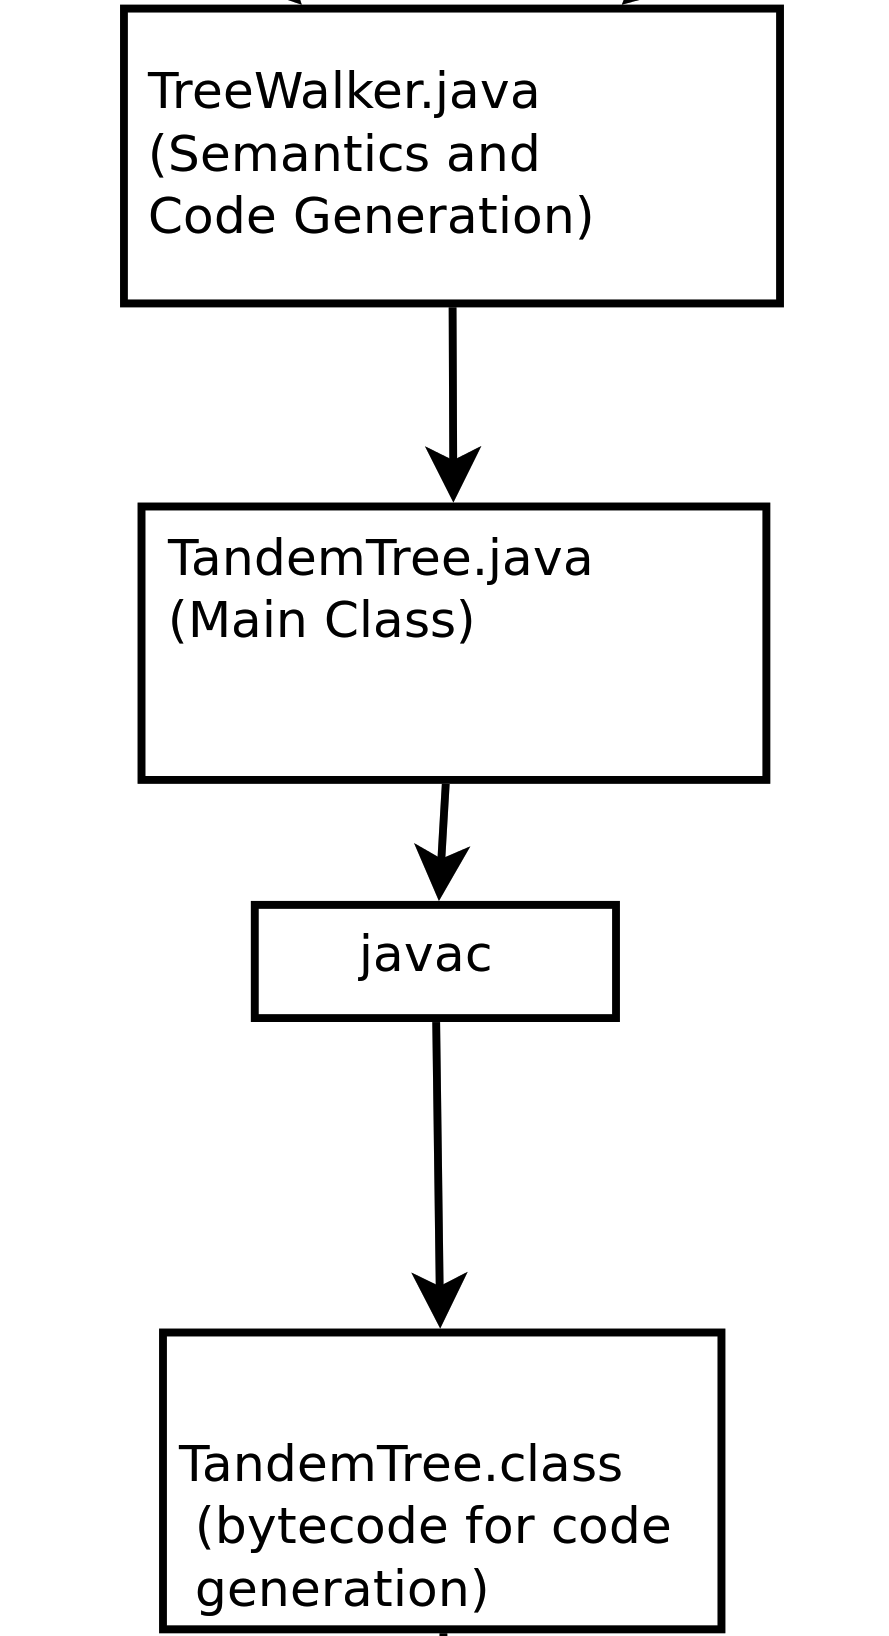 TreeWalker.java
(Semantics and
Code Generation)
TandemTree.java
(Main Class)
javac
TandemTree.class
(bytecode for code
generation)